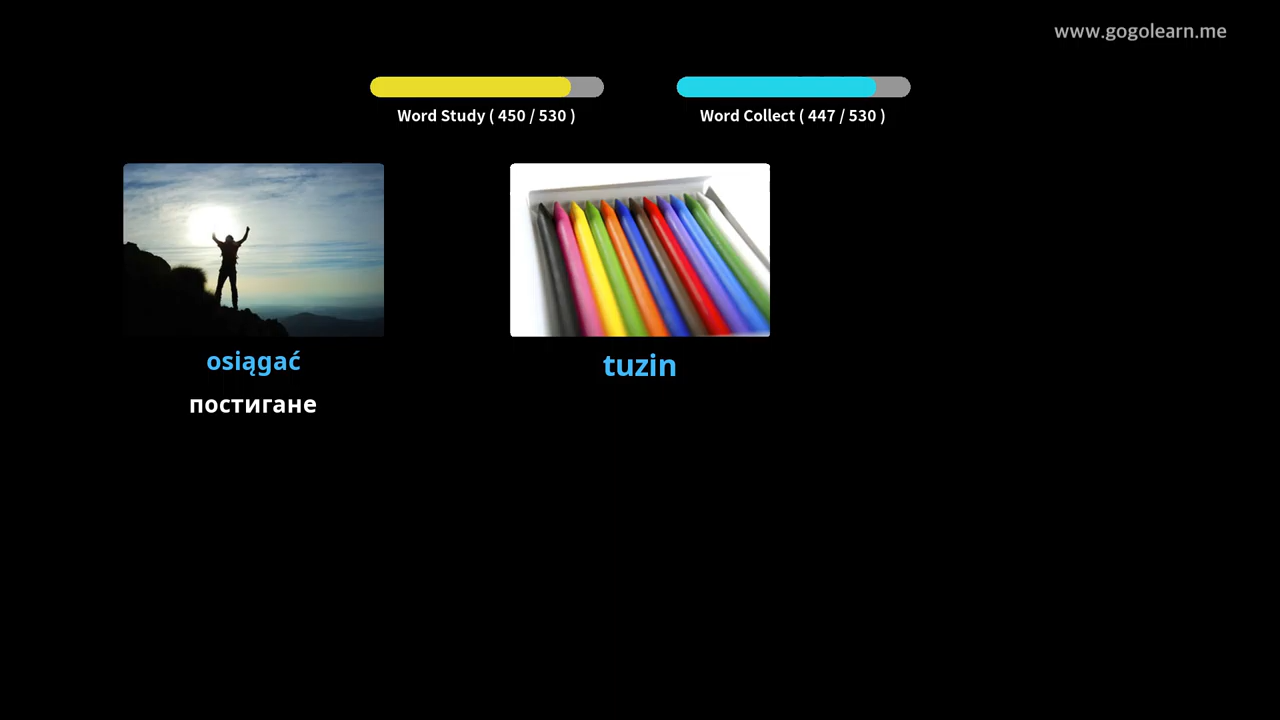 www.gogolearn.me
Word Study ( 450 / 530 )
Word Collect ( 447 / 530 )
osiągać
постигане
tuzin